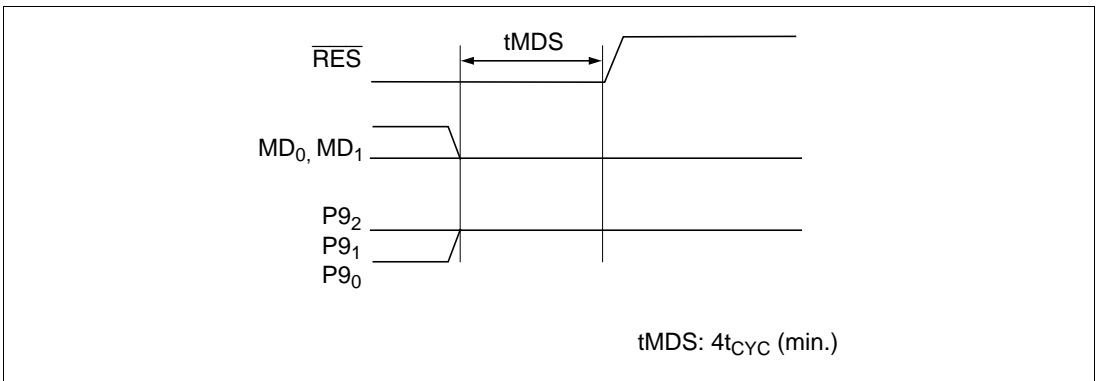 tMDS
RES
MD0, MD1
P92
P91
P90
tMDS: 4tCYC (min.)